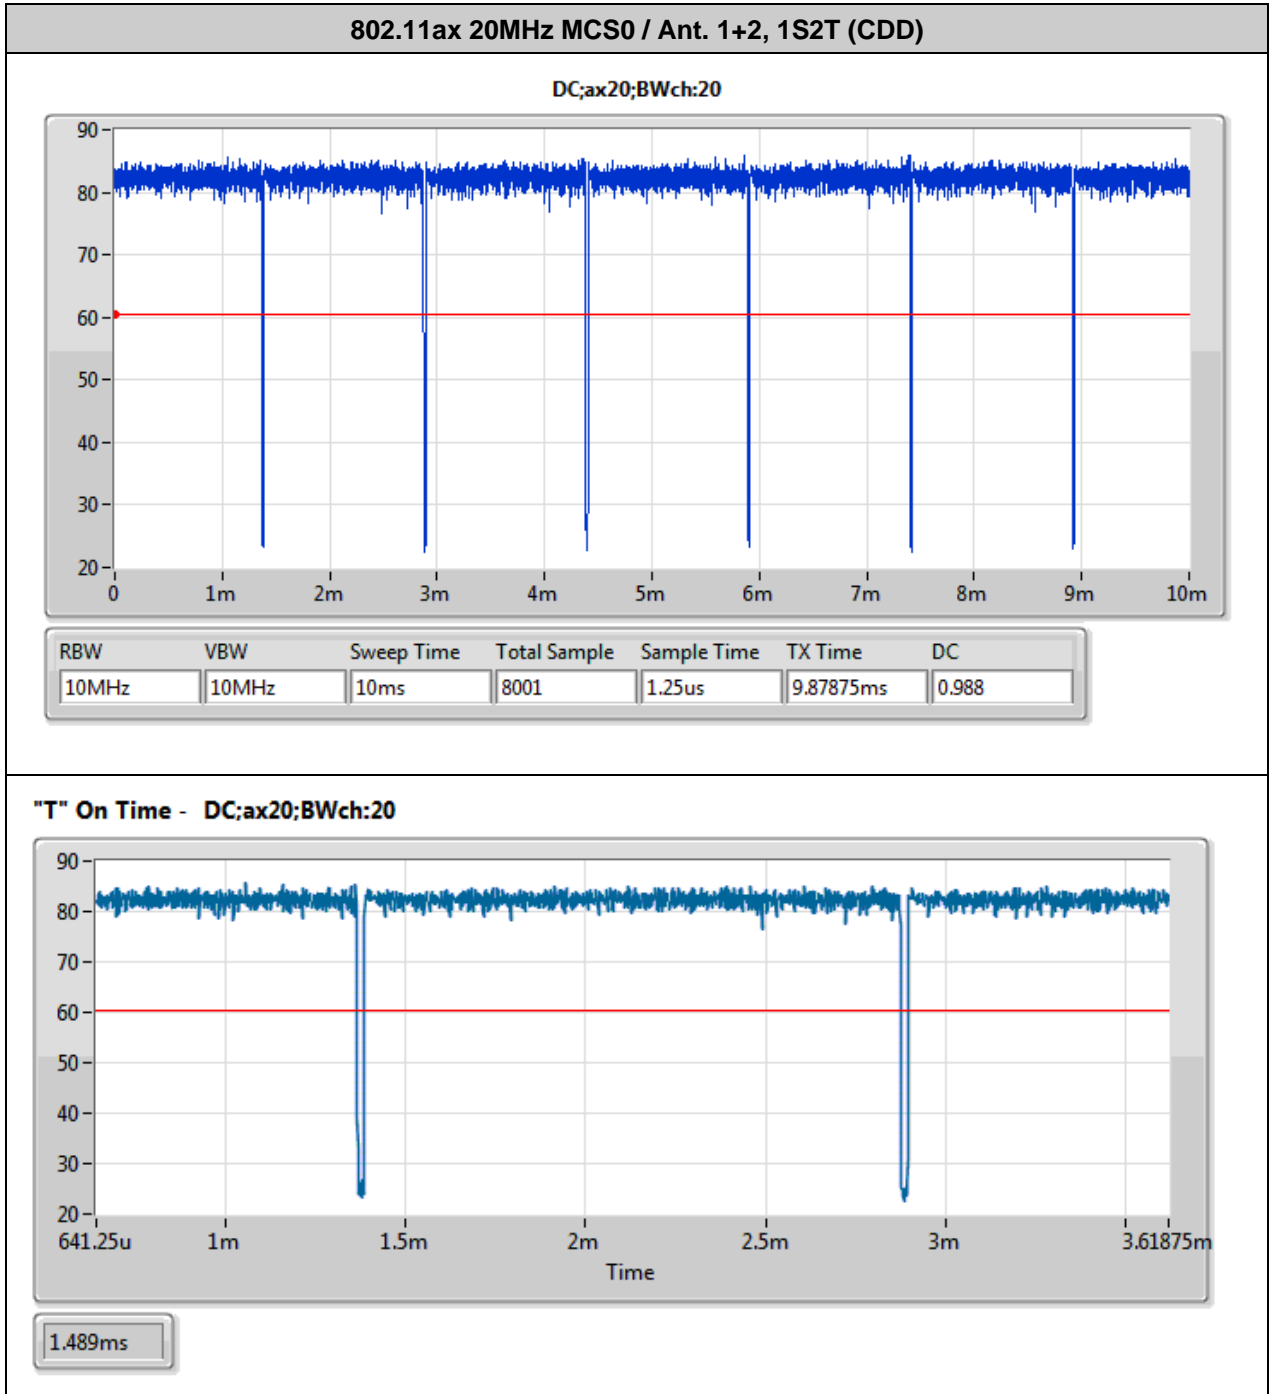 802.11ax 20MHz MCS0 / Ant. 1+2, 1S2T (CDD)
DC;ax20;BWch:20
90
80
70
60
50
40
30
20
0 1m 2m 3m 4m 5m 6m 7m 8m 9m 10m
RBW VBW Sweep Time Total Sample Sample Time TX Time DC
10MHz 10MHz 10ms 8001 1.25us 9.87875ms 0.988
"T" On Time - DC;ax20;BWch:20
90
80
70
60
50
40
30
20
641.25u 1m 1.5m 2m 2.5m 3m 3.61875m
Time
1.489ms